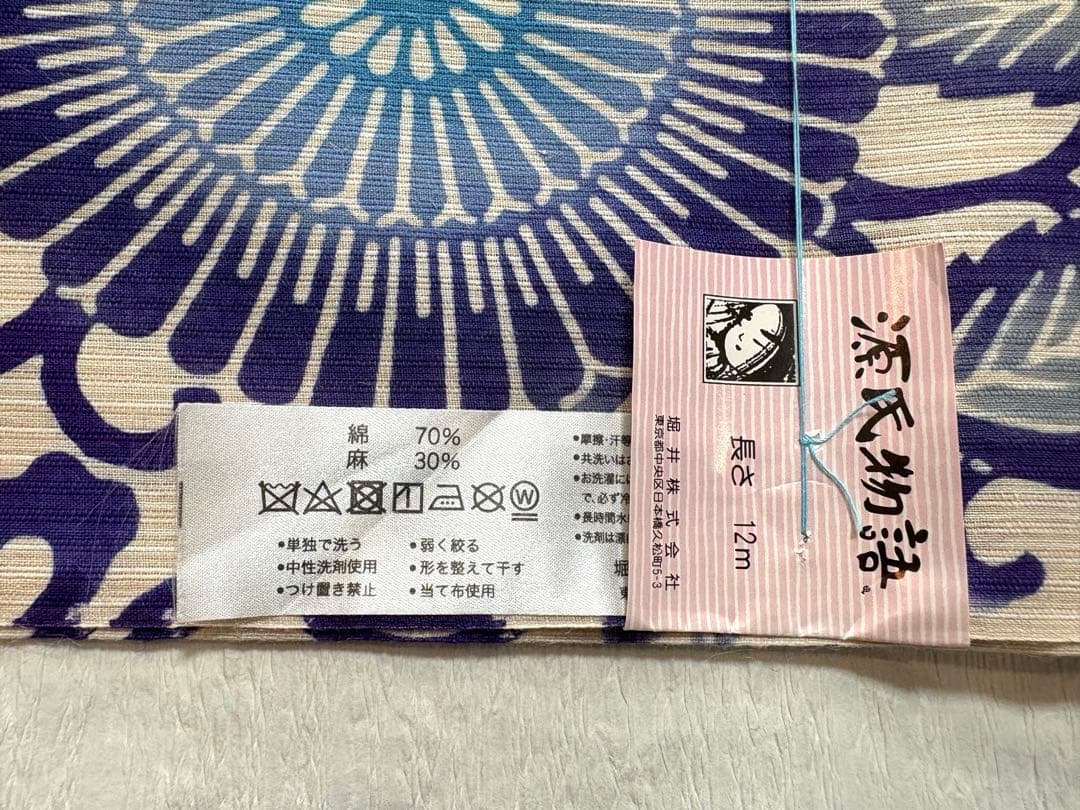 綿 70%
麻 30%
W
•単独で洗う
•中性洗剤使用
•つけ置き禁止
•弱く絞る
•形を整えて干す
•当て布使用
•摩擦・汗等
•共洗いは
•お洗濯に
で、必ず
•長時間水
•洗剤は
堀
源氏物語
長さ 12m
堀井株式会社
東京都中央区日本橋久松町5-3